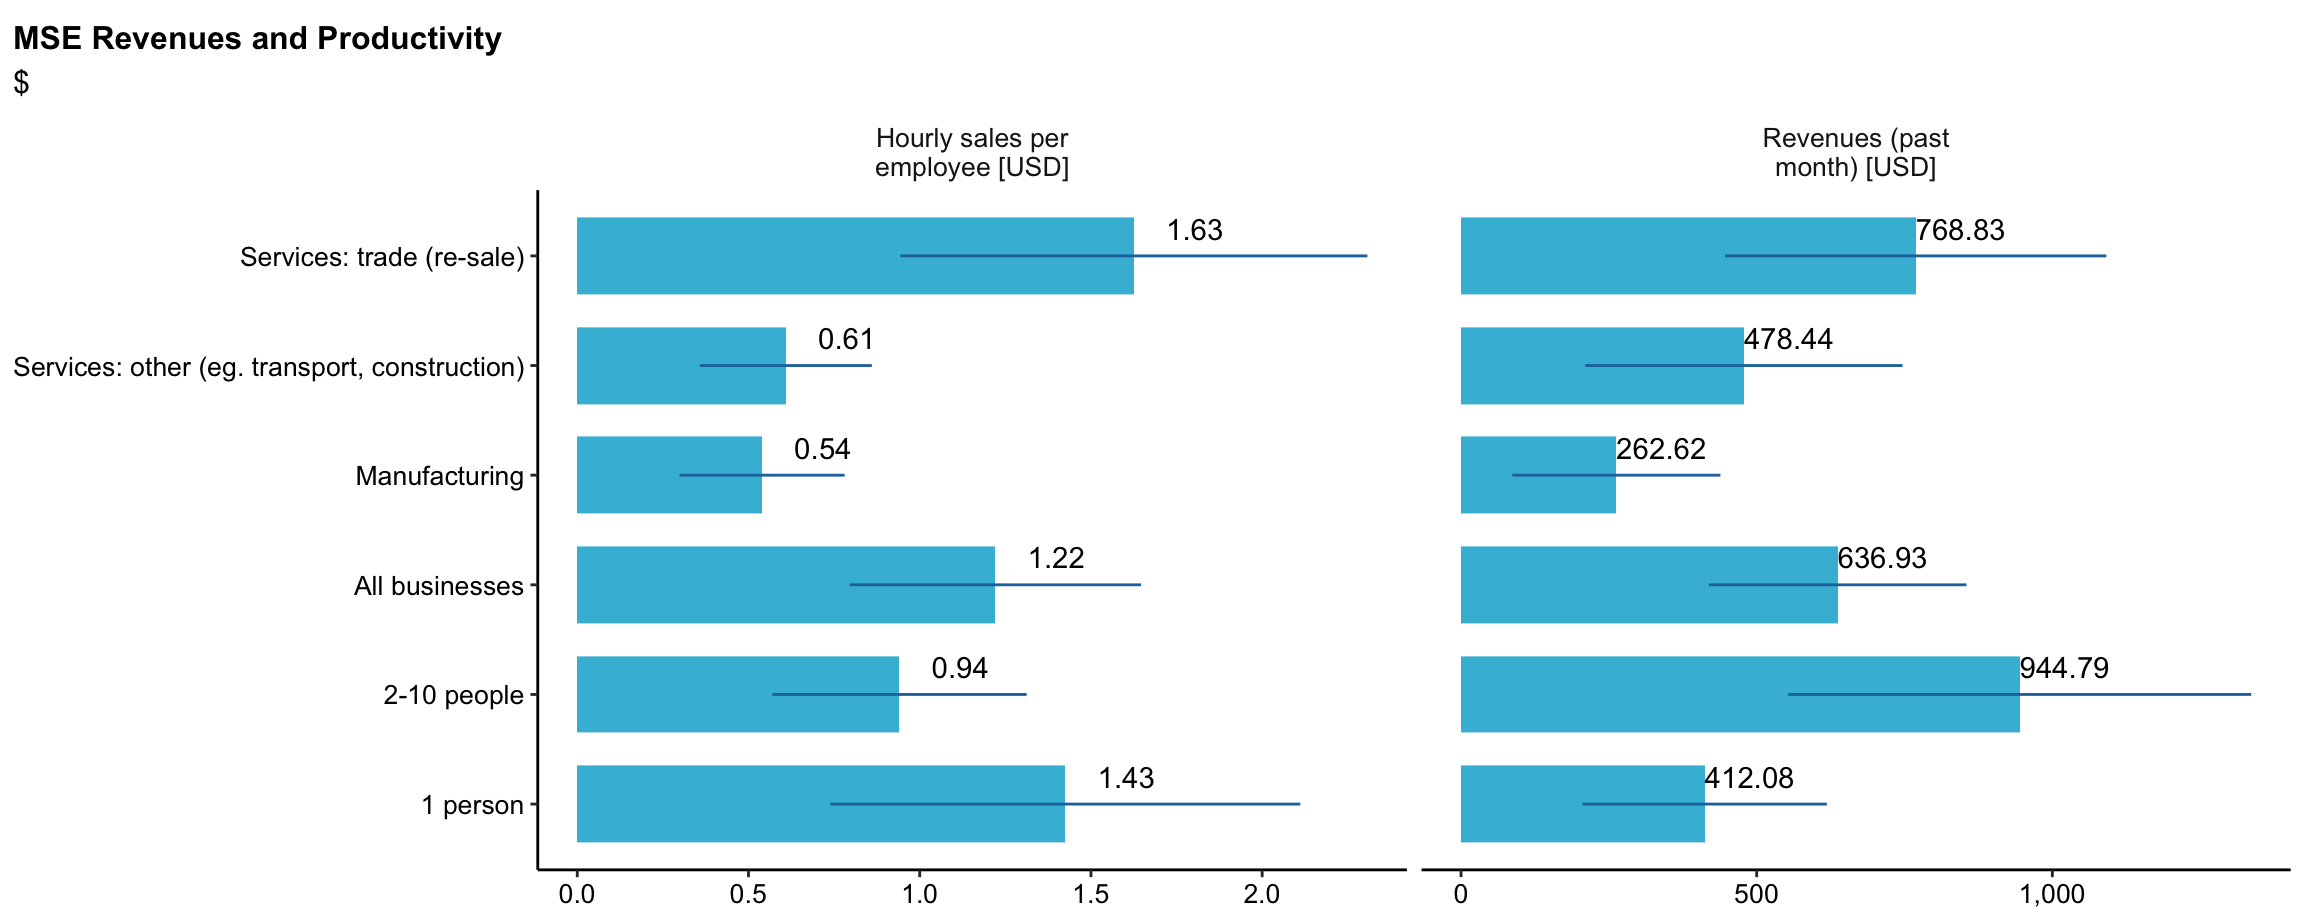 MSE Revenues and Productivity
$
Hourly sales per
employee [USD]
Revenues (past
month) [USD]
Services: trade (re-sale)
1.63
768.83
Services: other (eg. transport, construction)
0.61
478.44
Manufacturing
0.54
262.62
All businesses
1.22
636.93
2-10 people
0.94
944.79
1 person
1.43
412.08
0.0 0.5 1.0 1.5 2.0
0 500 1,000